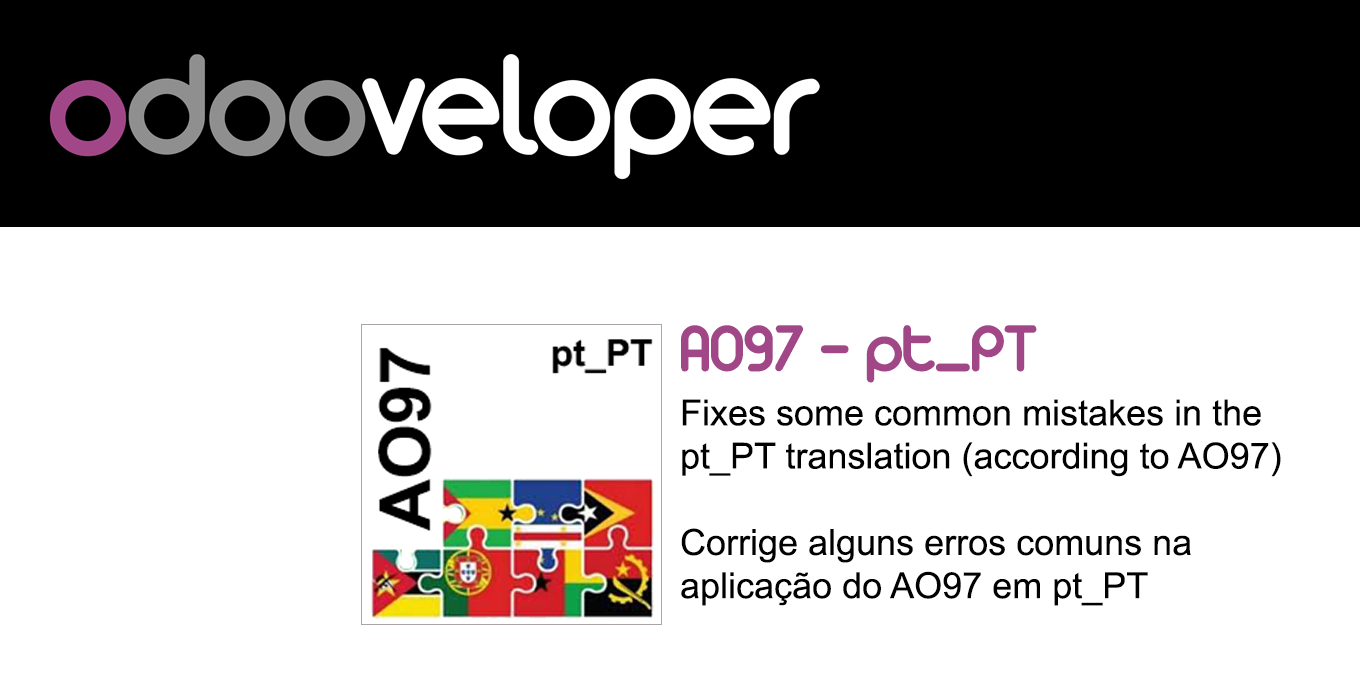 odooveloper
AO97
pt_PT
AO97 - pt_PT
Fixes some common mistakes in the
pt_PT translation (according to AO97)
Corrige alguns erros comuns na
aplicação do AO97 em pt_PT